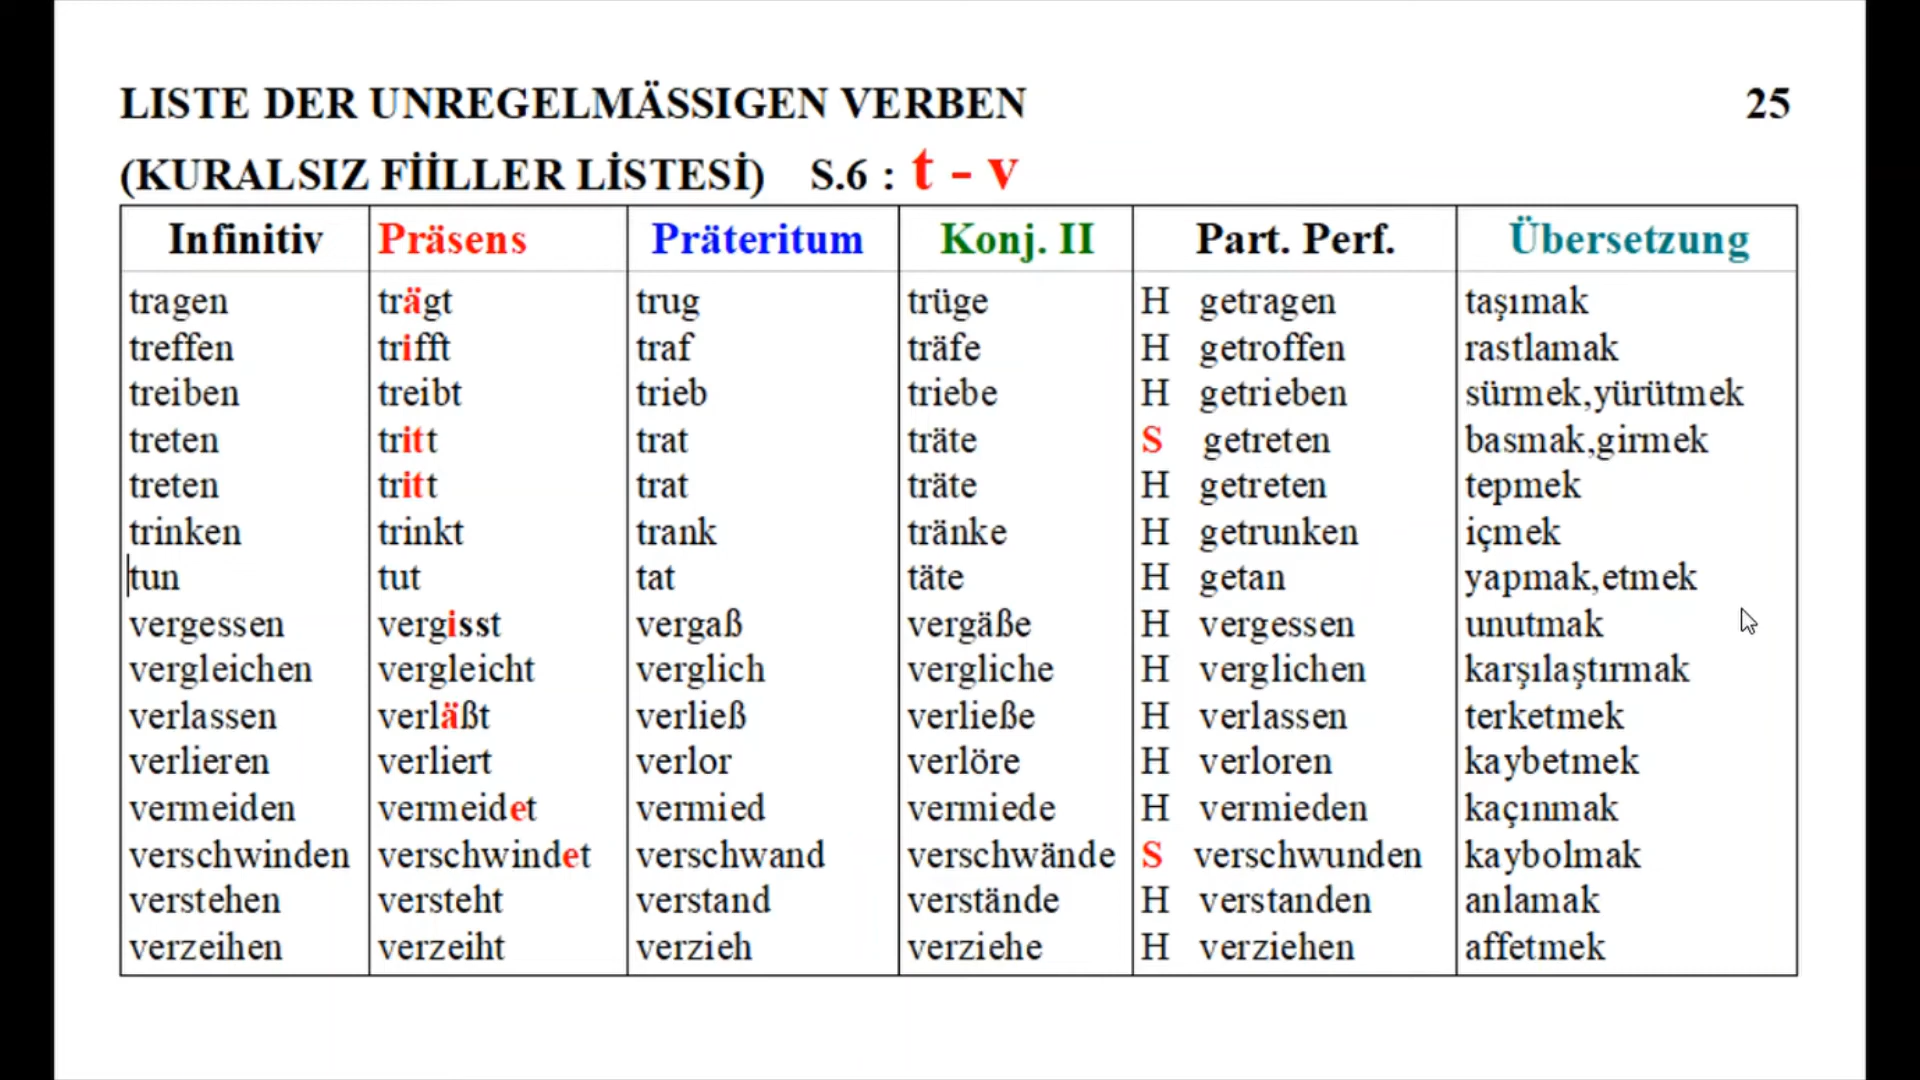 LISTE DER UNREGELMÄSSIGEN VERBEN 25
(KURALSIZ FİİLLER LİSTESİ) S.6 : t - v
Infinitiv Präsens Präteritum Konj. II Part. Perf. Übersetzung
tragen trägt trug trüge H getragen taşımak
treffen trifft traf träfe H getroffen rastlamak
treiben treibt trieb triebe H getrieben sürmek,yürütmek
treten tritt trat träte S getreten basmak,girmek
treten tritt trat träte H getreten tepmek
trinken trinkt trank tränke H getrunken içmek
tun tut tat täte H getan yapmak,etmek
vergessen vergisst vergaß vergäße H vergessen unutmak
vergleichen vergleicht verglich vergliche H verglichen karşılaştırmak
verlassen verläßt verließ verließe H verlassen terketmek
verlieren verliert verlor verlöre H verloren kaybetmek
vermeiden vermeidet vermied vermiede H vermieden kaçınmak
verschwinden verschwindet verschwand verschwände S verschwunden kaybolmak
verstehen versteht verstand verstände H verstanden anlamak
verzeihen verzeiht verzieh verziehe H verziehen affetmek